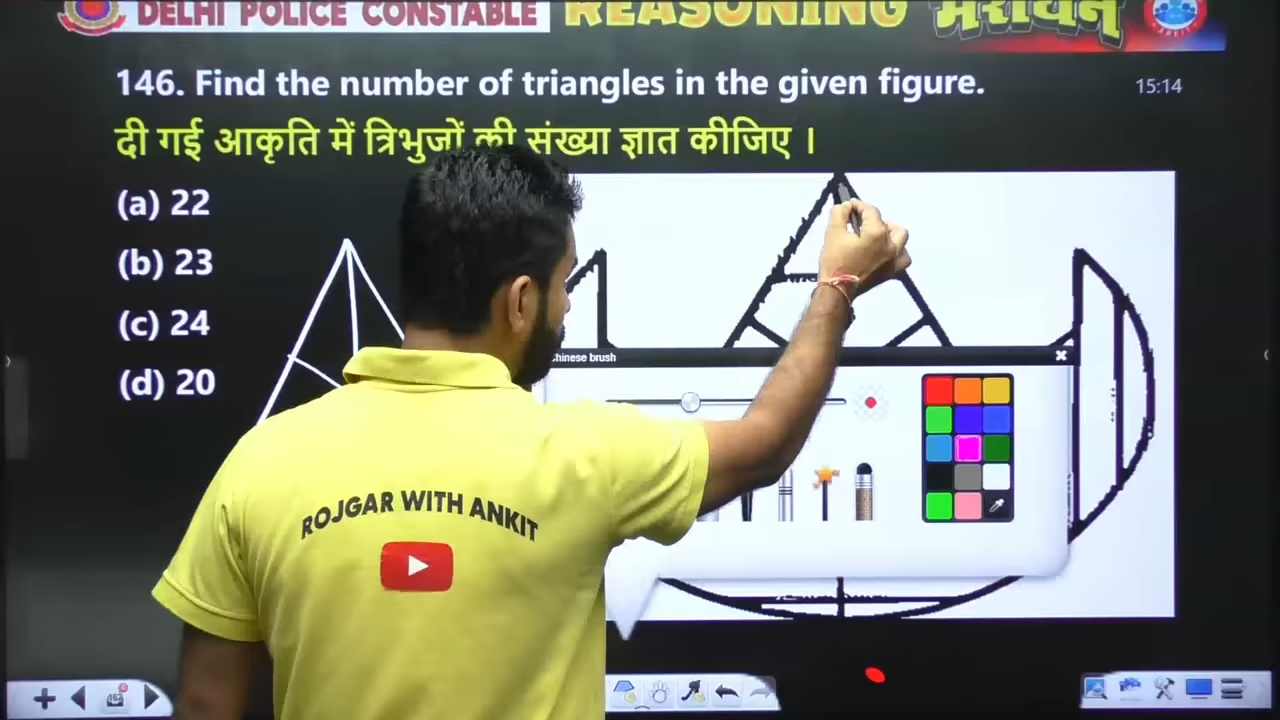 DELHI POLICE CONSTABLE
REASONING
मैराथन
146. Find the number of triangles in the given figure.
15:14
दी गई आकृति में त्रिभुजों की संख्या ज्ञात कीजिए ।
(a) 22
(b) 23
(c) 24
(d) 20
Chinese brush
ROJGAR WITH ANKIT